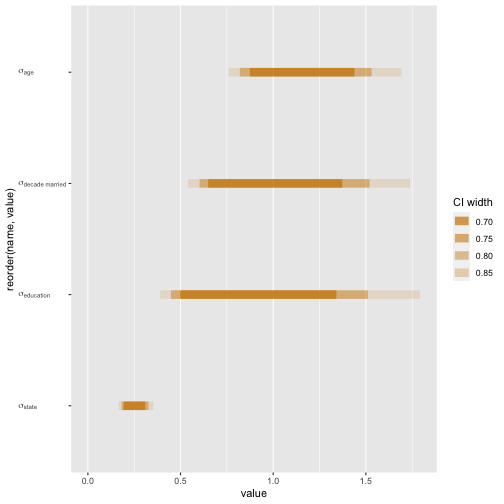 σage
σdecade married
σeducation
σstate
reorder(name, value)
0.0
0.5
1.0
1.5
value
CI width
0.70
0.75
0.80
0.85